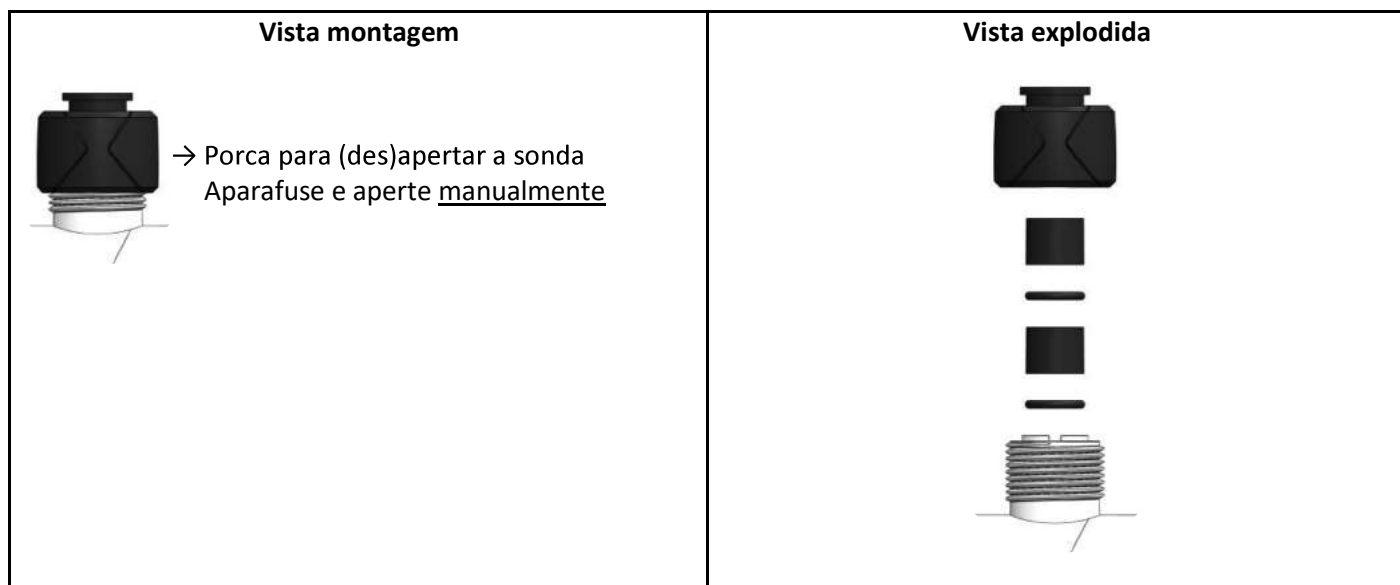 Vista montagem
Vista explodida
→ Porca para (des)apertar a sonda
Aparafuse e aperte manualmente